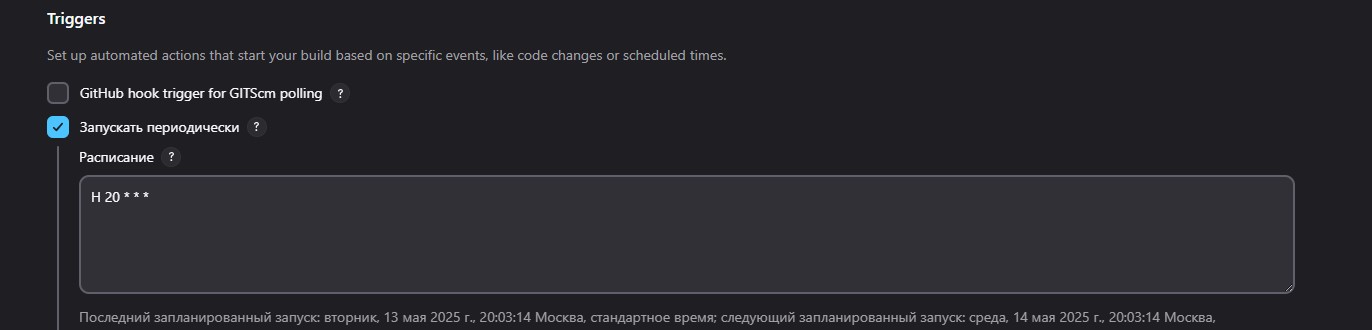 Triggers
Set up automated actions that start your build based on specific events, like code changes or scheduled times.
GitHub hook trigger for GITScm polling ?
Запускать периодически ?
Расписание ?
H 20 * * *
Последний запланированный запуск: вторник, 13 мая 2025 г., 20:03:14 Москва, стандартное время; следующий запланированный запуск: среда, 14 мая 2025 г., 20:03:14 Москва,